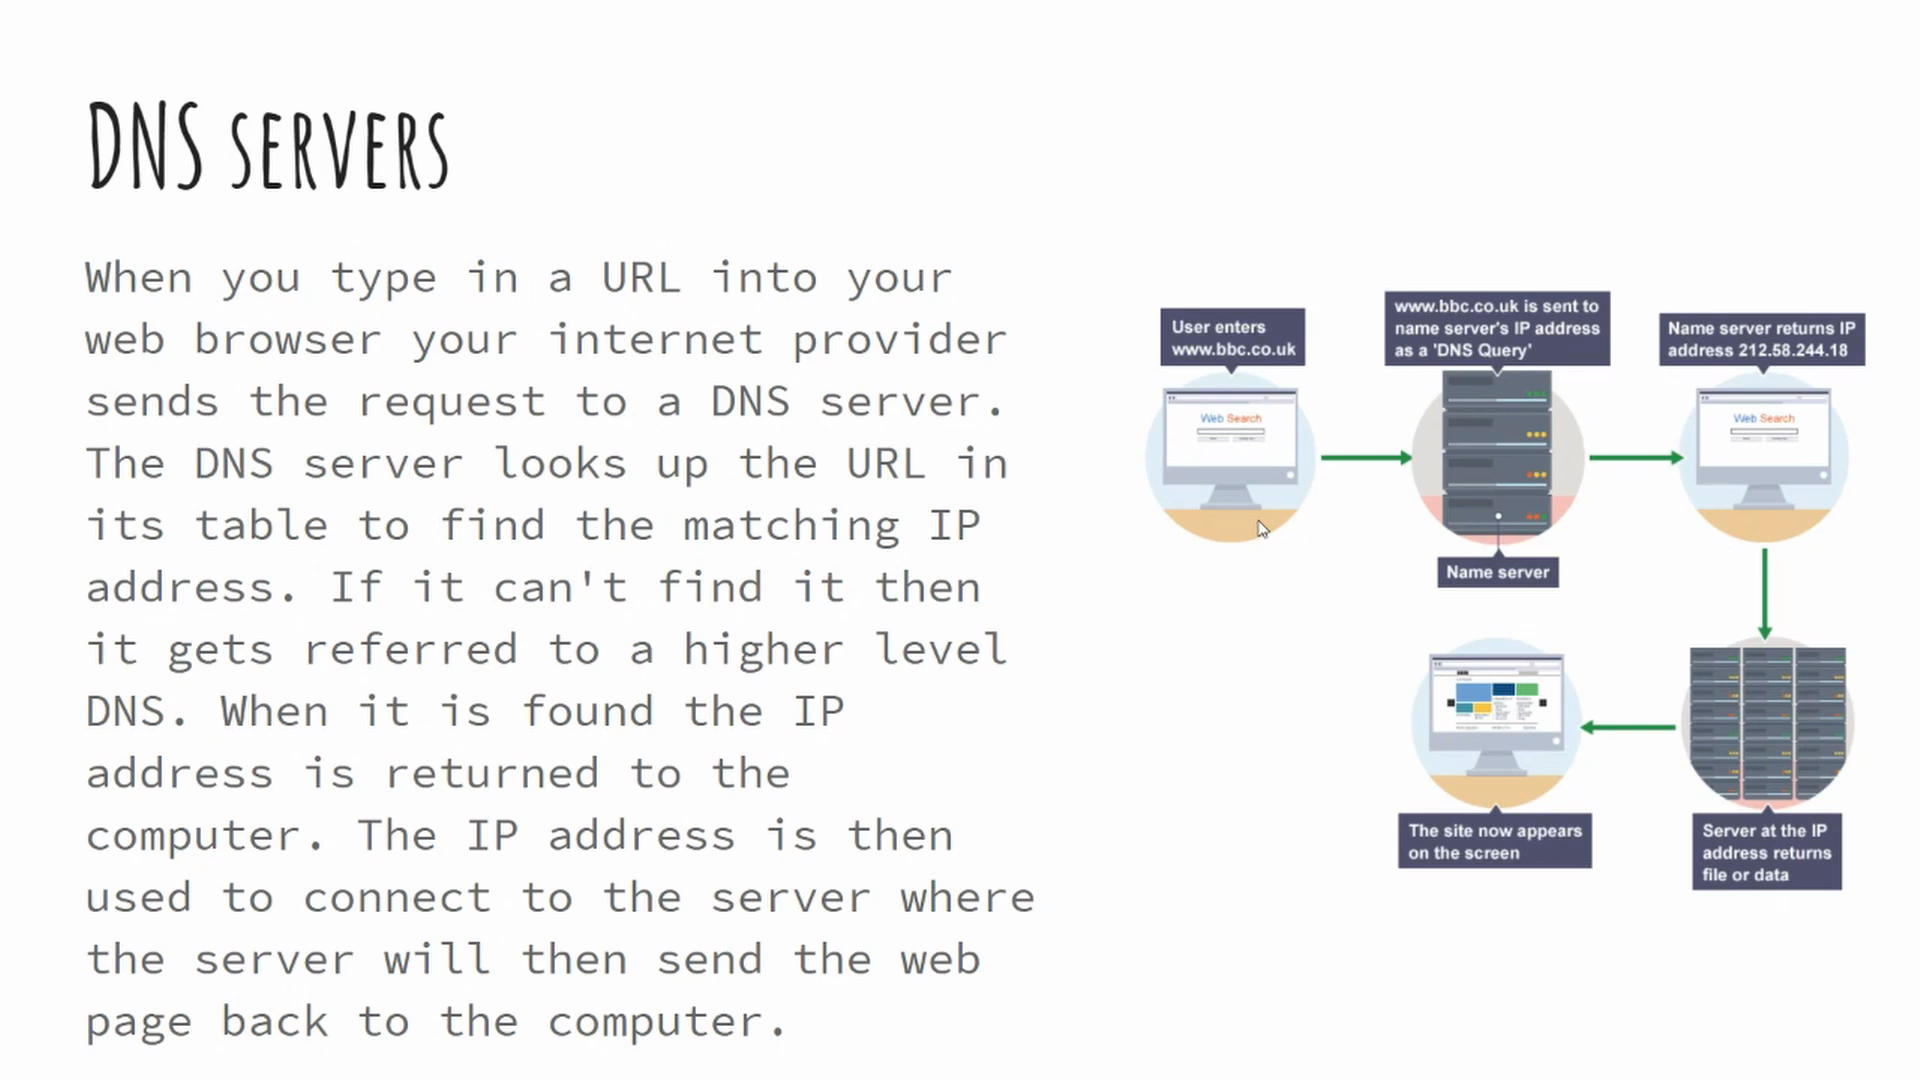 DNS SERVERS
When you type in a URL into your
web browser your internet provider
sends the request to a DNS server.
The DNS server looks up the URL in
its table to find the matching IP
address. If it can't find it then
it gets referred to a higher level
DNS. When it is found the IP
address is returned to the
computer. The IP address is then
used to connect to the server where
the server will then send the web
page back to the computer.
User enters
www.bbc.co.uk
Web Search
www.bbc.co.uk is sent to
name server's IP address
as a 'DNS Query'
Name server
Name server returns IP
address 212.58.244.18
Web Search
Server at the IP
address returns
file or data
The site now appears
on the screen